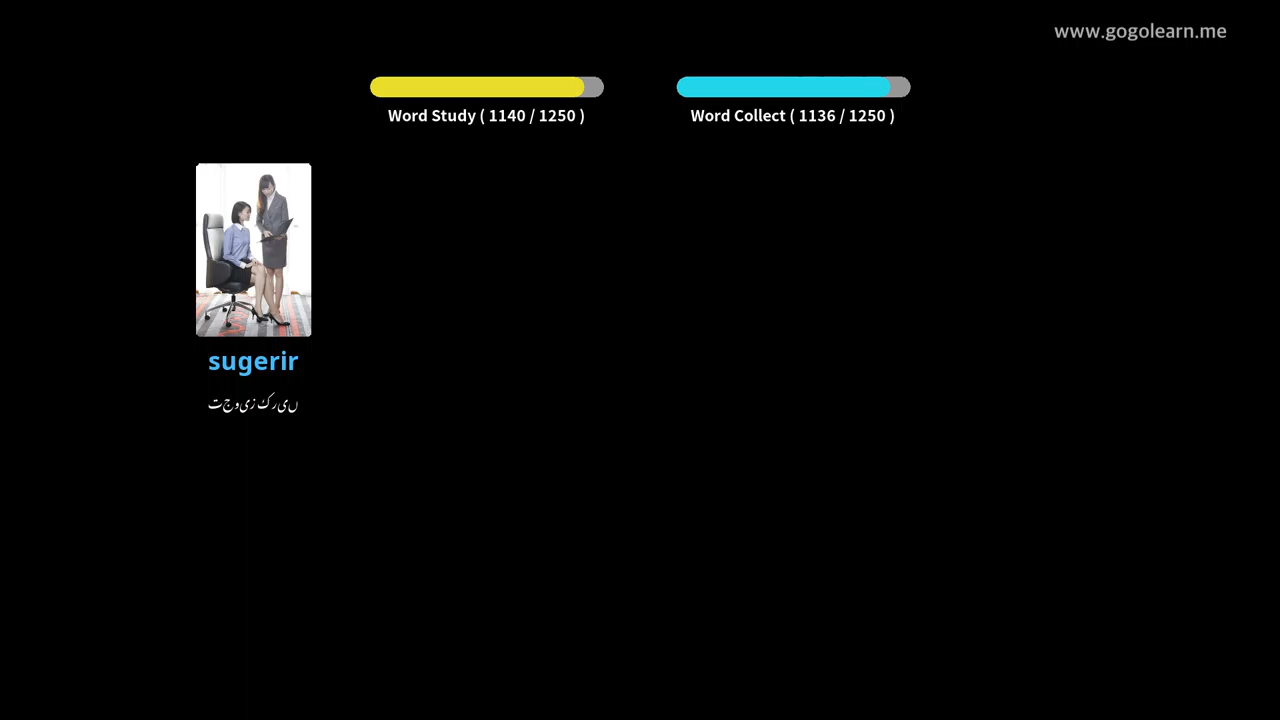 www.gogolearn.me
Word Study ( 1140 / 1250 )
Word Collect ( 1136 / 1250 )
sugerir
تجویز کریں